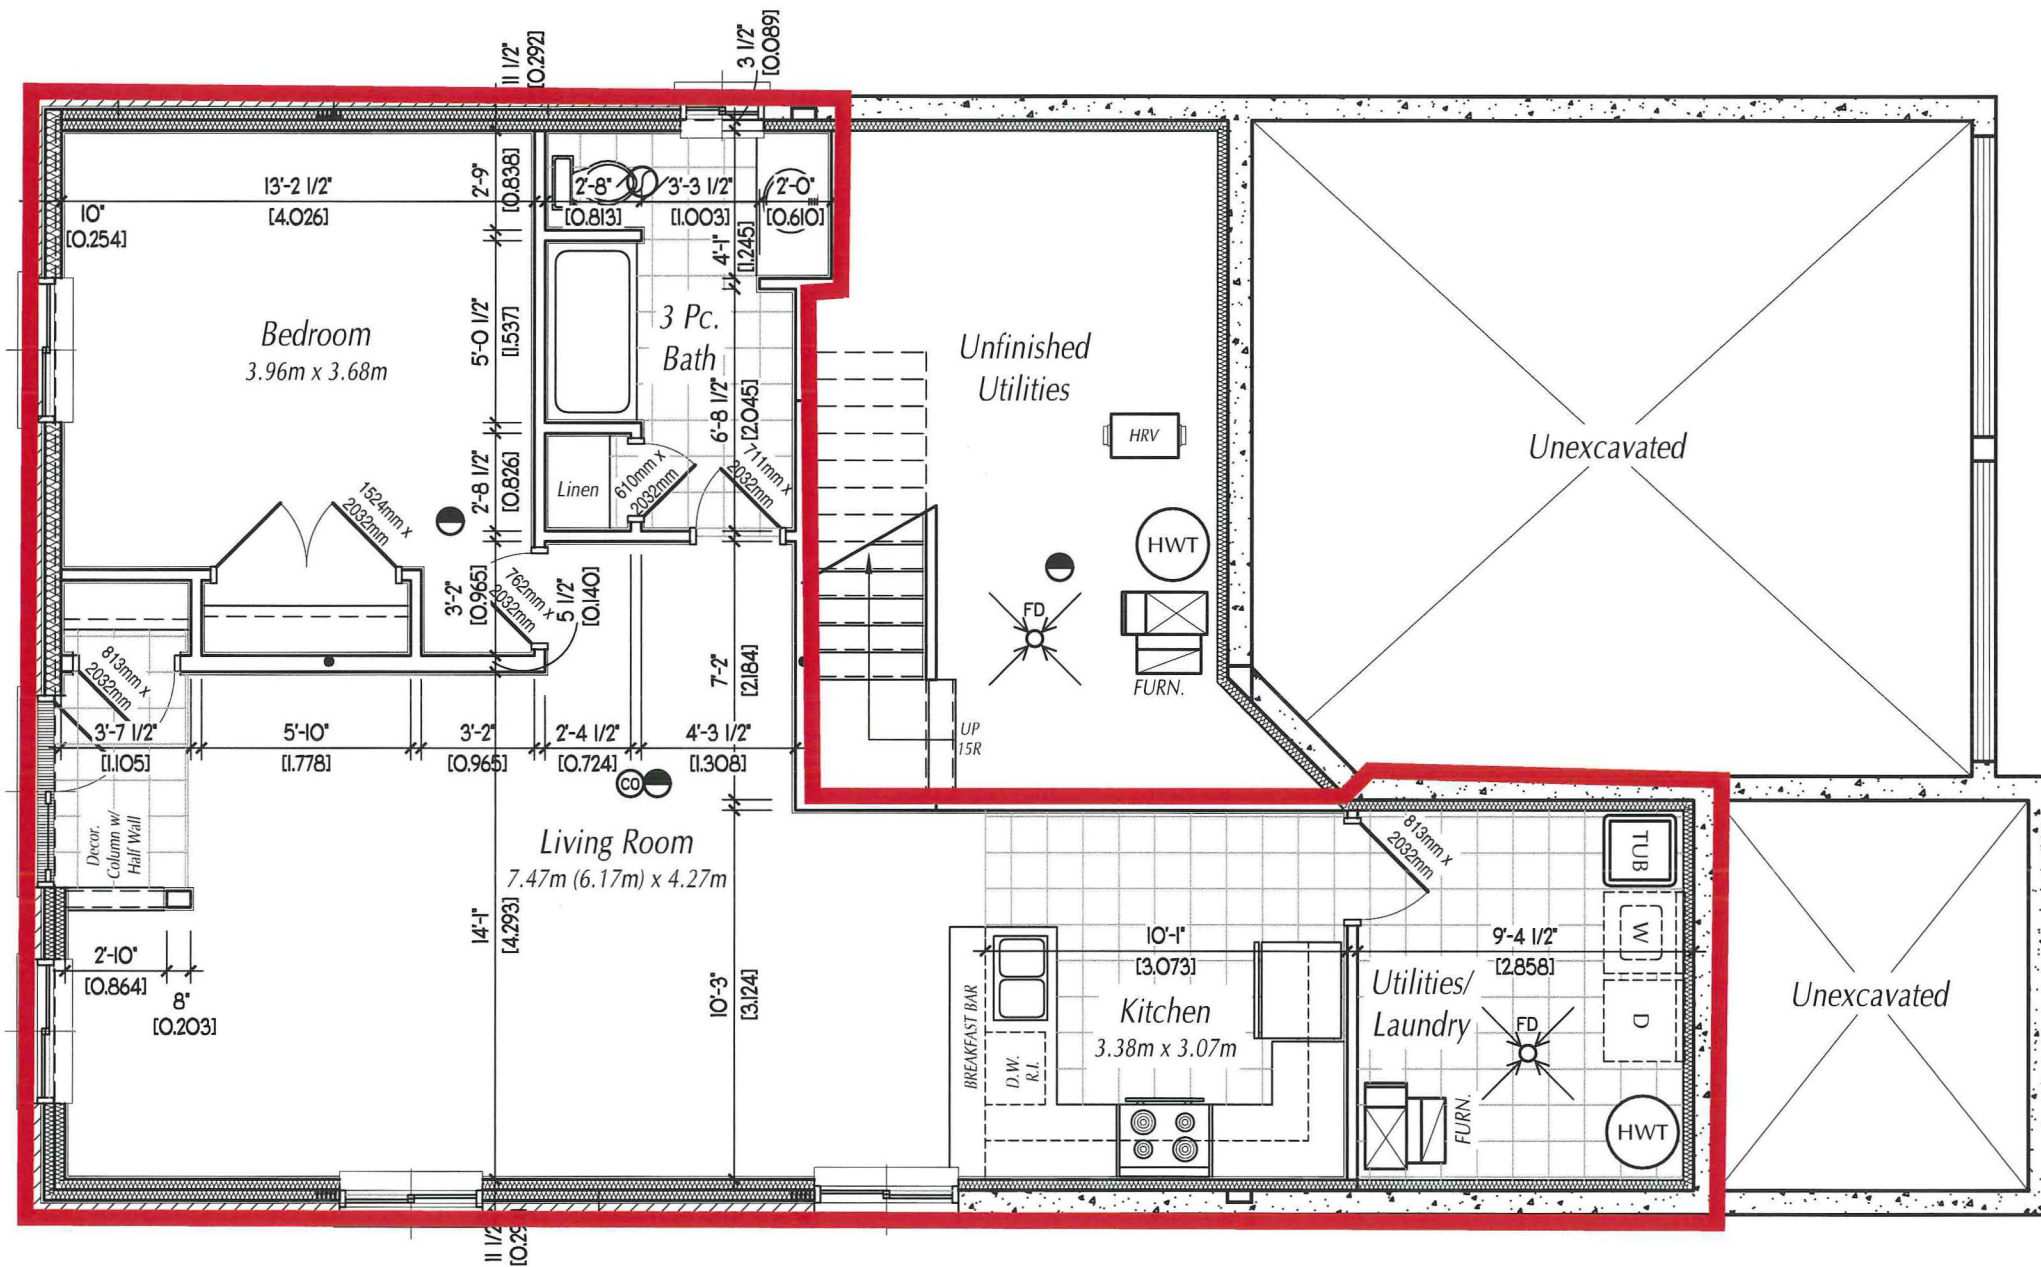 11 1/2"
[0.292]
3 1/2"
[0.089]
13'-2 1/2"
[4.026]
10"
[0.254]
2'-9"
[0.838]
2'-8"
[0.813]
3'-3 1/2"
[1.003]
2'-0"
[0.610]
4'-1"
[1.245]
Bedroom
3.96m x 3.68m
5'-0 1/2"
[1.537]
3 Pc.
Bath
6'-8 1/2"
[2.045]
Unfinished
Utilities
HRV
Unexcavated
2'-8 1/2"
[0.826]
Linen
610mm x
2032mm
711mm x
2032mm
1524mm x
2032mm
HWT
3'-2"
[0.965]
762mm x
2032mm
5 1/2"
[0.140]
FD
FURN.
813mm x
2032mm
7'-2"
[2.184]
UP
15R
3'-7 1/2"
[1.105]
5'-10"
[1.778]
3'-2"
[0.965]
2'-4 1/2"
[0.724]
4'-3 1/2"
[1.308]
CO
Decor.
Column w/
Half Wall
Living Room
7.47m (6.17m) x 4.27m
813mm x
2032mm
TUB
W
D
14'-1"
[4.293]
10'-3"
[3.124]
2'-10"
[0.864]
8"
[0.203]
10'-1"
[3.073]
9'-4 1/2"
[2.858]
BREAKFAST BAR
D.W.
R.I.
Kitchen
3.38m x 3.07m
Utilities/
Laundry
FD
FURN.
HWT
Unexcavated
11 1/2
[0.29